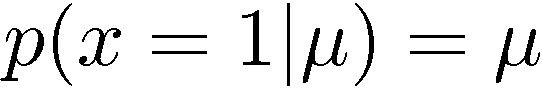 p(x = 1|μ) = μ